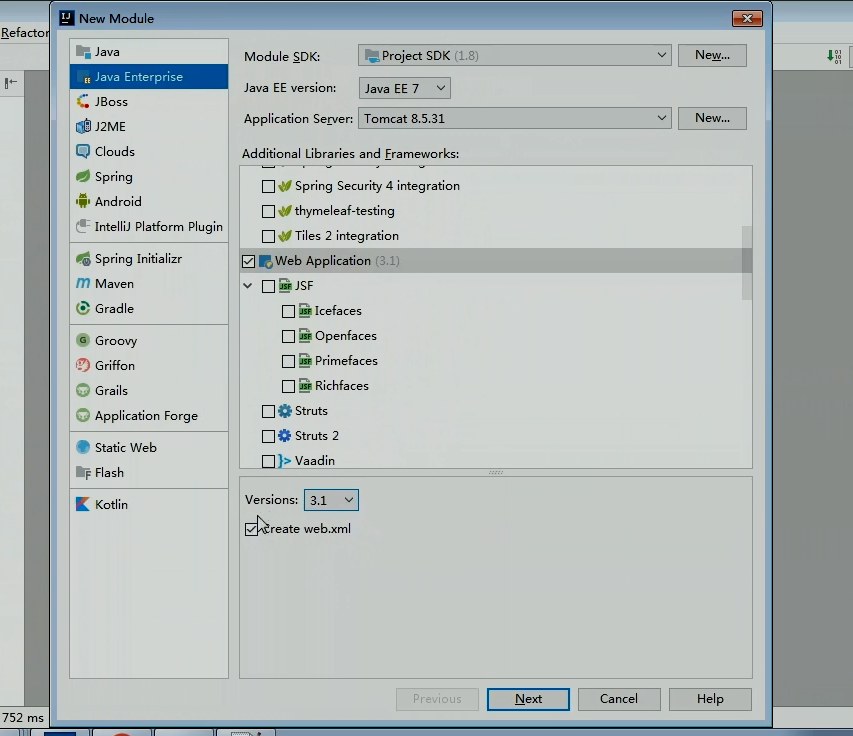 New Module
Refactor
Java
Java Enterprise
JBoss
J2ME
Clouds
Spring
Android
IntelliJ Platform Plugin
Spring Initializr
Maven
Gradle
Groovy
Griffon
Grails
Application Forge
Static Web
Flash
Kotlin
Module SDK: Project SDK (1.8) New...
Java EE version: Java EE 7
Application Server: Tomcat 8.5.31 New...
Additional Libraries and Frameworks:
Spring Security 4 integration
thymeleaf-testing
Tiles 2 integration
Web Application (3.1)
JSF
Icefaces
Openfaces
Primefaces
Richfaces
Struts
Struts 2
Vaadin
Versions: 3.1
Create web.xml
Previous Next Cancel Help
752 ms